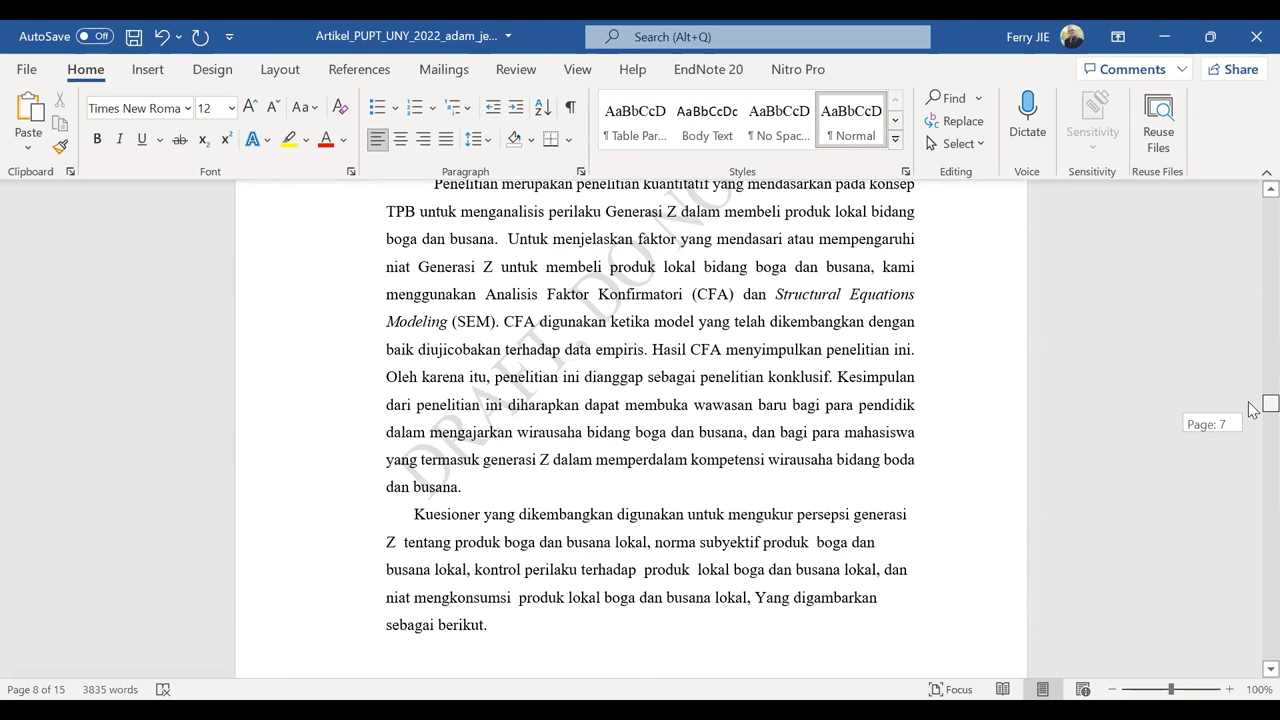 AutoSave Off Artikel_PUPT_UNY_2022_adam_je... Search (Alt+Q) Ferry JIE
File Home Insert Design Layout References Mailings Review View Help EndNote 20 Nitro Pro Comments Share
Paste
Clipboard
Times New Roma 12
Font
Paragraph
AaBbCcD AaBbCcDc AaBbCcD AaBbCcD
¶ Table Par... Body Text ¶ No Spac... ¶ Normal
Styles
Find
Replace
Select
Editing
Dictate
Voice
Sensitivity
Sensitivity
Reuse
Files
Reuse Files
Penelitian merupakan penelitian kuantitatif yang mendasarkan pada konsep
TPB untuk menganalisis perilaku Generasi Z dalam membeli produk lokal bidang
boga dan busana. Untuk menjelaskan faktor yang mendasari atau mempengaruhi
niat Generasi Z untuk membeli produk lokal bidang boga dan busana, kami
menggunakan Analisis Faktor Konfirmatori (CFA) dan Structural Equations
Modeling (SEM). CFA digunakan ketika model yang telah dikembangkan dengan
baik diujicobakan terhadap data empiris. Hasil CFA menyimpulkan penelitian ini.
Oleh karena itu, penelitian ini dianggap sebagai penelitian konklusif. Kesimpulan
dari penelitian ini diharapkan dapat membuka wawasan baru bagi para pendidik
dalam mengajarkan wirausaha bidang boga dan busana, dan bagi para mahasiswa
yang termasuk generasi Z dalam memperdalam kompetensi wirausaha bidang boda
dan busana.
Kuesioner yang dikembangkan digunakan untuk mengukur persepsi generasi
Z tentang produk boga dan busana lokal, norma subyektif produk boga dan
busana lokal, kontrol perilaku terhadap produk lokal boga dan busana lokal, dan
niat mengkonsumsi produk lokal boga dan busana lokal, Yang digambarkan
sebagai berikut.
DRAFT, DO NO
Page: 7
Page 8 of 15 3835 words Focus 100%